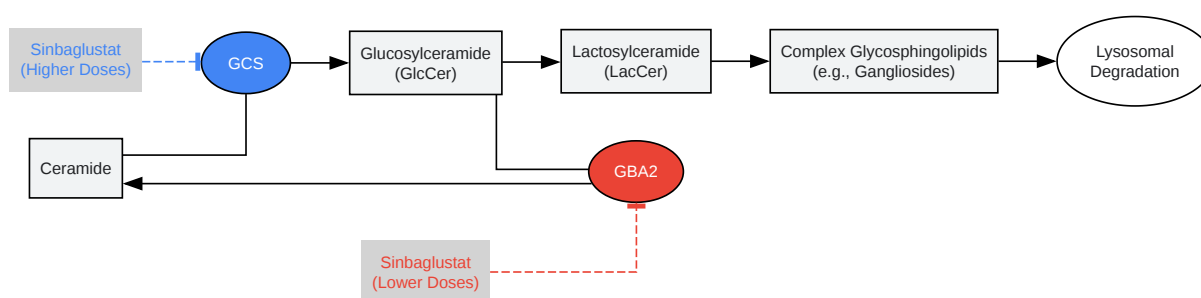 Sinbaglustat
(Higher Doses)
GCS
Glucosylceramide
(GlcCer)
Lactosylceramide
(LacCer)
Complex Glycosphingolipids
(e.g., Gangliosides)
Lysosomal
Degradation
Ceramide
GBA2
Sinbaglustat
(Lower Doses)